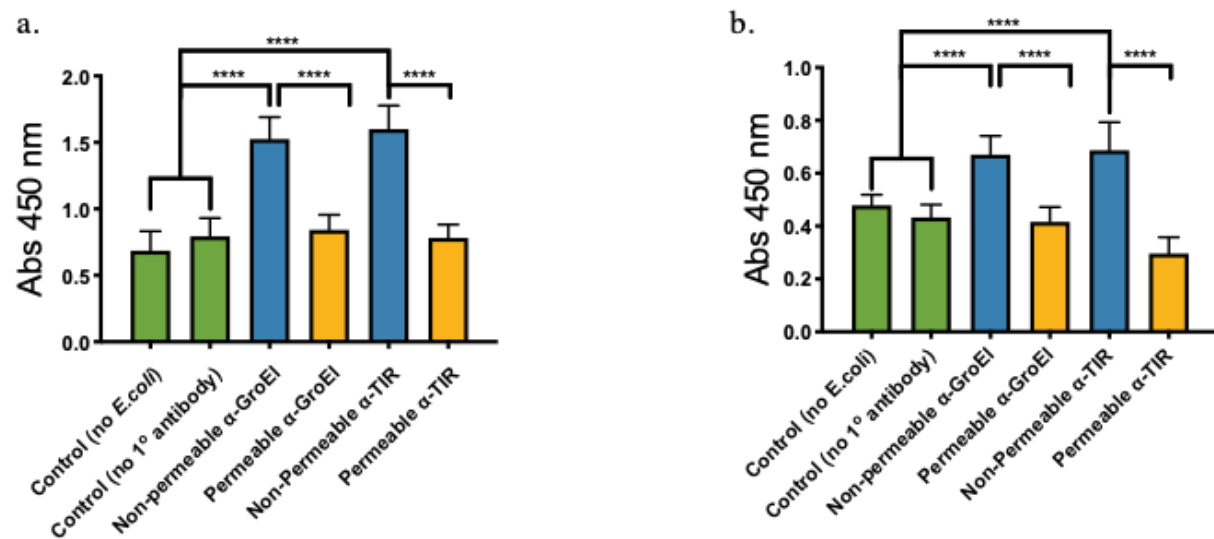 a.
****
**** **** ****
2.0
1.5
1.0
0.5
0.0
Abs 450 nm
Control (no E.coli)
Control (no 1° antibody)
Non-permeable α-GroEl
Permeable α-GroEl
Non-Permeable α-TIR
Permeable α-TIR
b.
****
**** **** ****
1.0
0.8
0.6
0.4
0.2
0.0
Abs 450 nm
Control (no E.coli)
Control (no 1° antibody)
Non-permeable α-GroEl
Permeable α-GroEl
Non-Permeable α-TIR
Permeable α-TIR